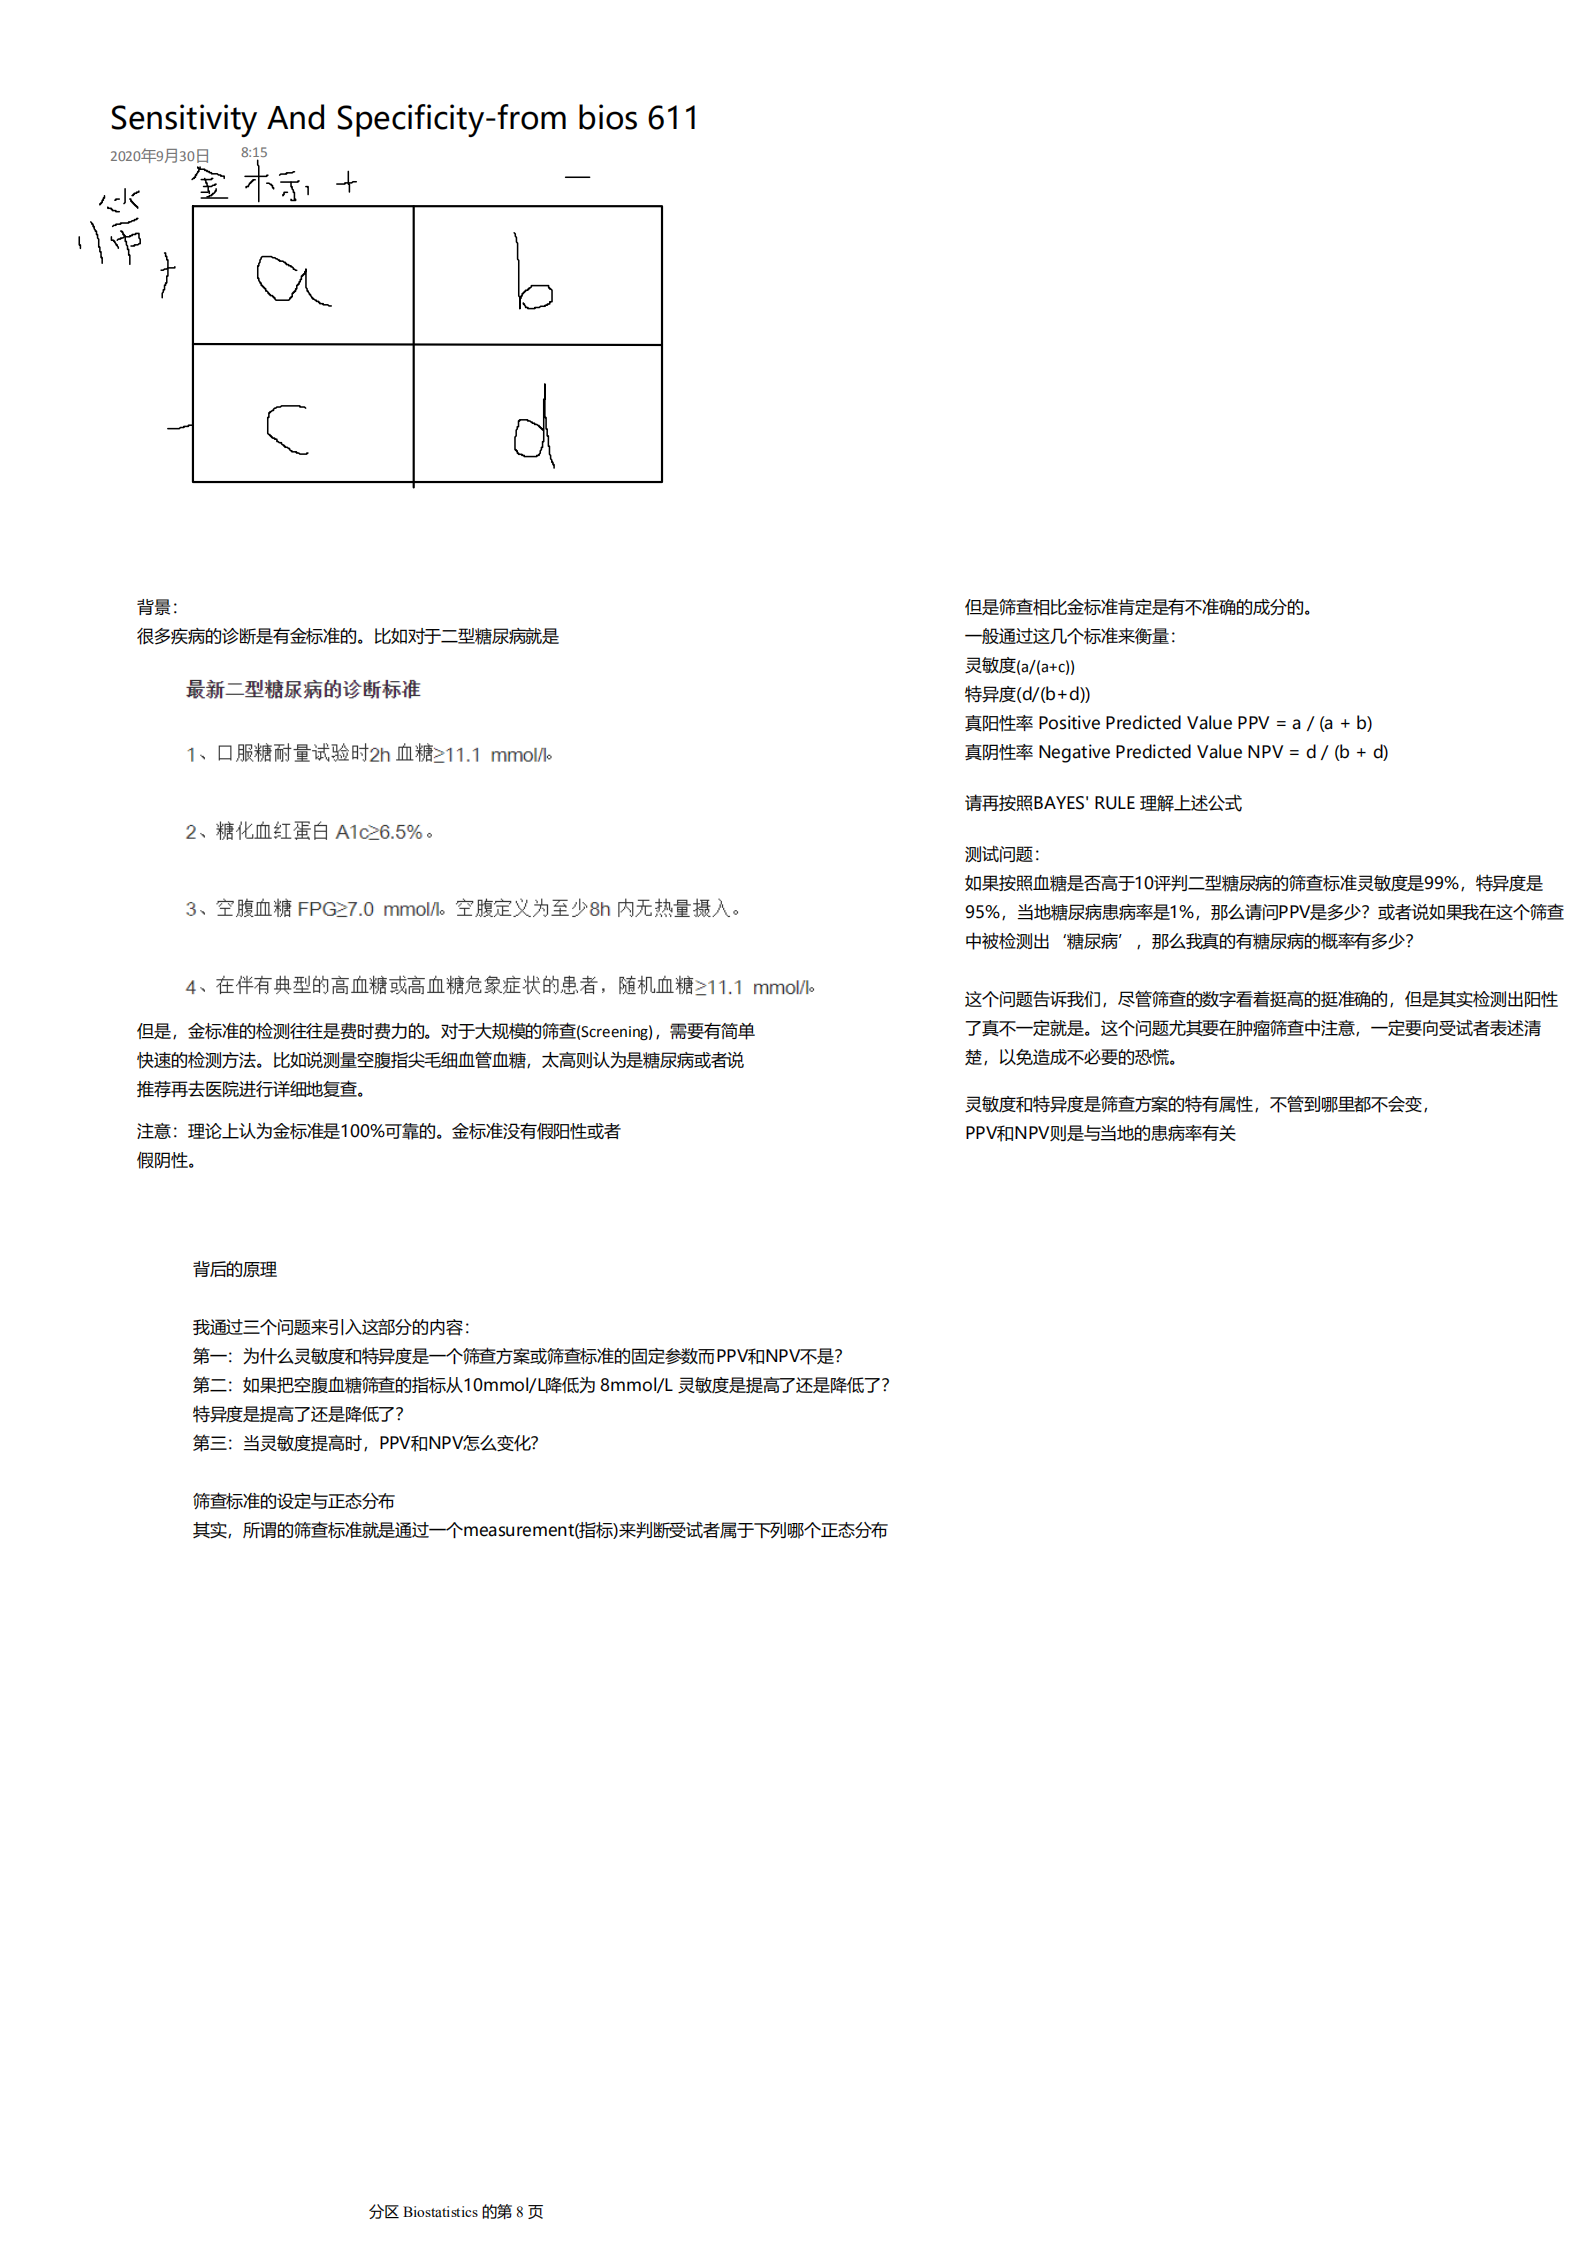 Sensitivity And Specificity-from bios 611
2020年9月30日 8:15
金标 + −
筛
+
a b
−
c d
背景：
很多疾病的诊断是有金标准的。比如对于二型糖尿病就是
最新二型糖尿病的诊断标准
1、口服糖耐量试验时2h 血糖≥11.1 mmol/l。
2、糖化血红蛋白 A1c≥6.5%。
3、空腹血糖 FPG≥7.0 mmol/l。空腹定义为至少8h 内无热量摄入。
4、在伴有典型的高血糖或高血糖危象症状的患者，随机血糖≥11.1 mmol/l。
但是，金标准的检测往往是费时费力的。对于大规模的筛查(Screening)，需要有简单
快速的检测方法。比如说测量空腹指尖毛细血管血糖，太高则认为是糖尿病或者说
推荐再去医院进行详细地复查。
注意：理论上认为金标准是100%可靠的。金标准没有假阳性或者
假阴性。
但是筛查相比金标准肯定是有不准确的成分的。
一般通过这几个标准来衡量：
灵敏度(a/(a+c))
特异度(d/(b+d))
真阳性率 Positive Predicted Value PPV = a / (a + b)
真阴性率 Negative Predicted Value NPV = d / (b + d)
请再按照BAYES' RULE 理解上述公式
测试问题：
如果按照血糖是否高于10评判二型糖尿病的筛查标准灵敏度是99%，特异度是
95%，当地糖尿病患病率是1%，那么请问PPV是多少？或者说如果我在这个筛查
中被检测出‘糖尿病’，那么我真的有糖尿病的概率有多少？
这个问题告诉我们，尽管筛查的数字看着挺高的挺准确的，但是其实检测出阳性
了真不一定就是。这个问题尤其要在肿瘤筛查中注意，一定要向受试者表述清
楚，以免造成不必要的恐慌。
灵敏度和特异度是筛查方案的特有属性，不管到哪里都不会变，
PPV和NPV则是与当地的患病率有关
背后的原理
我通过三个问题来引入这部分的内容：
第一：为什么灵敏度和特异度是一个筛查方案或筛查标准的固定参数而PPV和NPV不是？
第二：如果把空腹血糖筛查的指标从10mmol/L降低为 8mmol/L 灵敏度是提高了还是降低了？
特异度是提高了还是降低了？
第三：当灵敏度提高时，PPV和NPV怎么变化？
筛查标准的设定与正态分布
其实，所谓的筛查标准就是通过一个measurement(指标)来判断受试者属于下列哪个正态分布
分区 Biostatistics 的第 8 页